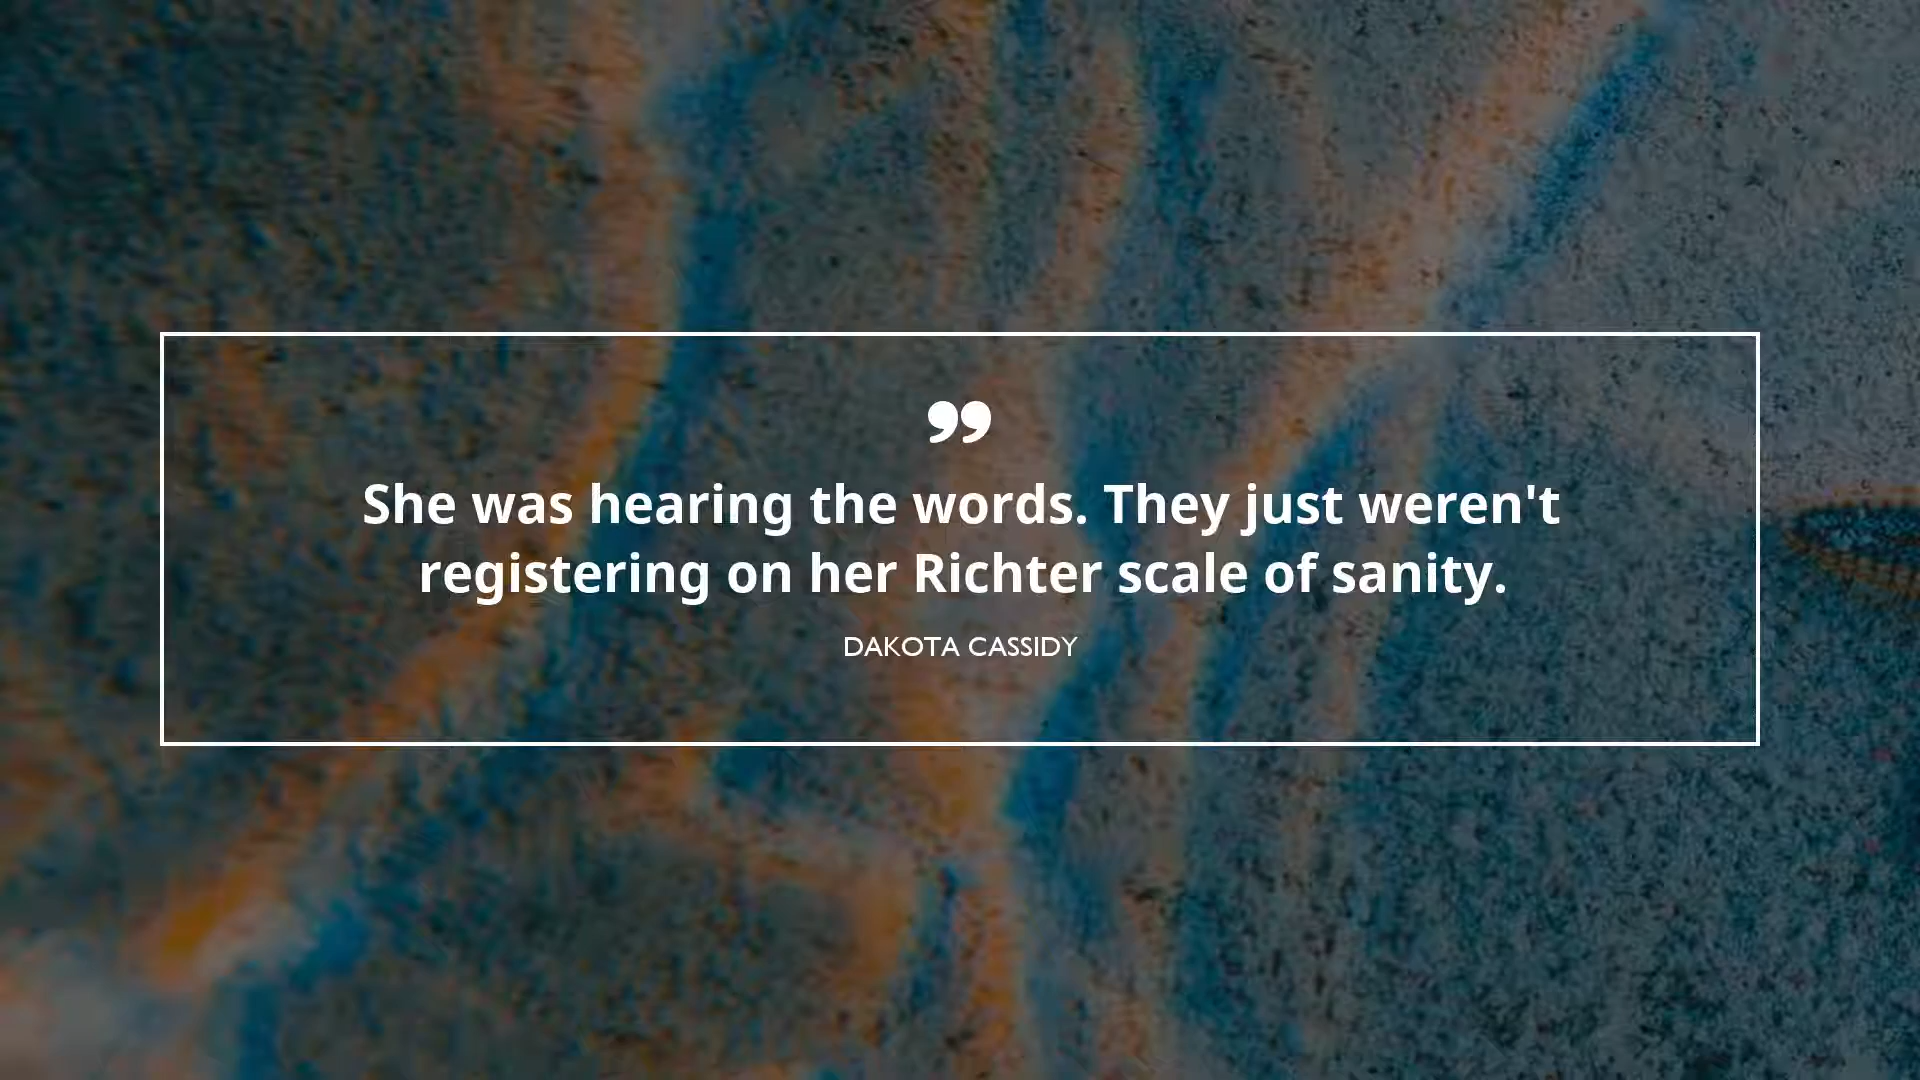 ”
She was hearing the words. They just weren't
registering on her Richter scale of sanity.
DAKOTA CASSIDY